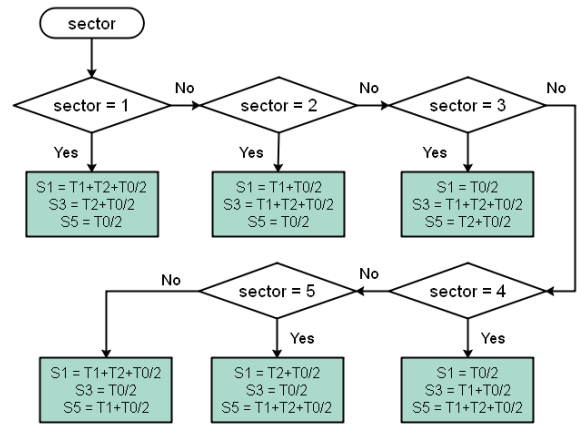 sector
sector = 1
No
sector = 2
No
sector = 3
No
Yes
Yes
Yes
S1 = T1+T2+T0/2
S3 = T2+T0/2
S5 = T0/2
S1 = T1+T0/2
S3 = T1+T2+T0/2
S5 = T0/2
S1 = T0/2
S3 = T1+T2+T0/2
S5 = T2+T0/2
No
sector = 5
No
sector = 4
Yes
Yes
S1 = T1+T2+T0/2
S3 = T0/2
S5 = T1+T0/2
S1 = T2+T0/2
S3 = T0/2
S5 = T1+T2+T0/2
S1 = T0/2
S3 = T1+T0/2
S5 = T1+T2+T0/2